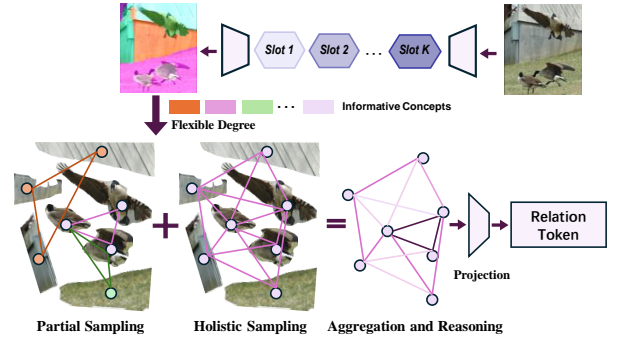 Slot 1 Slot 2 ... Slot K
... Informative Concepts
Flexible Degree
+ =
Relation
Token
Projection
Partial Sampling Holistic Sampling Aggregation and Reasoning